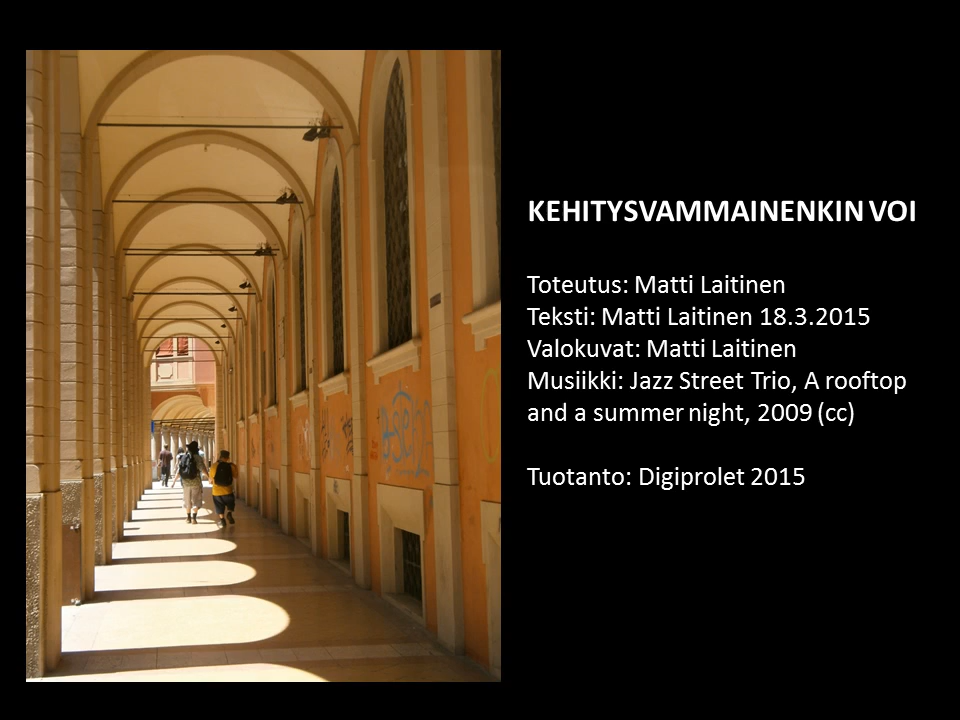 KEHITYSVAMMAINENKIN VOI
Toteutus: Matti Laitinen
Teksti: Matti Laitinen 18.3.2015
Valokuvat: Matti Laitinen
Musiikki: Jazz Street Trio, A rooftop
and a summer night, 2009 (cc)
Tuotanto: Digiprolet 2015